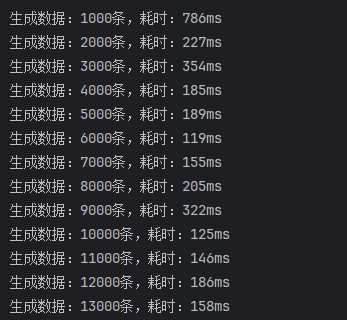 生成数据：1000条，耗时：786ms
生成数据：2000条，耗时：227ms
生成数据：3000条，耗时：354ms
生成数据：4000条，耗时：185ms
生成数据：5000条，耗时：189ms
生成数据：6000条，耗时：119ms
生成数据：7000条，耗时：155ms
生成数据：8000条，耗时：205ms
生成数据：9000条，耗时：322ms
生成数据：10000条，耗时：125ms
生成数据：11000条，耗时：146ms
生成数据：12000条，耗时：186ms
生成数据：13000条，耗时：158ms